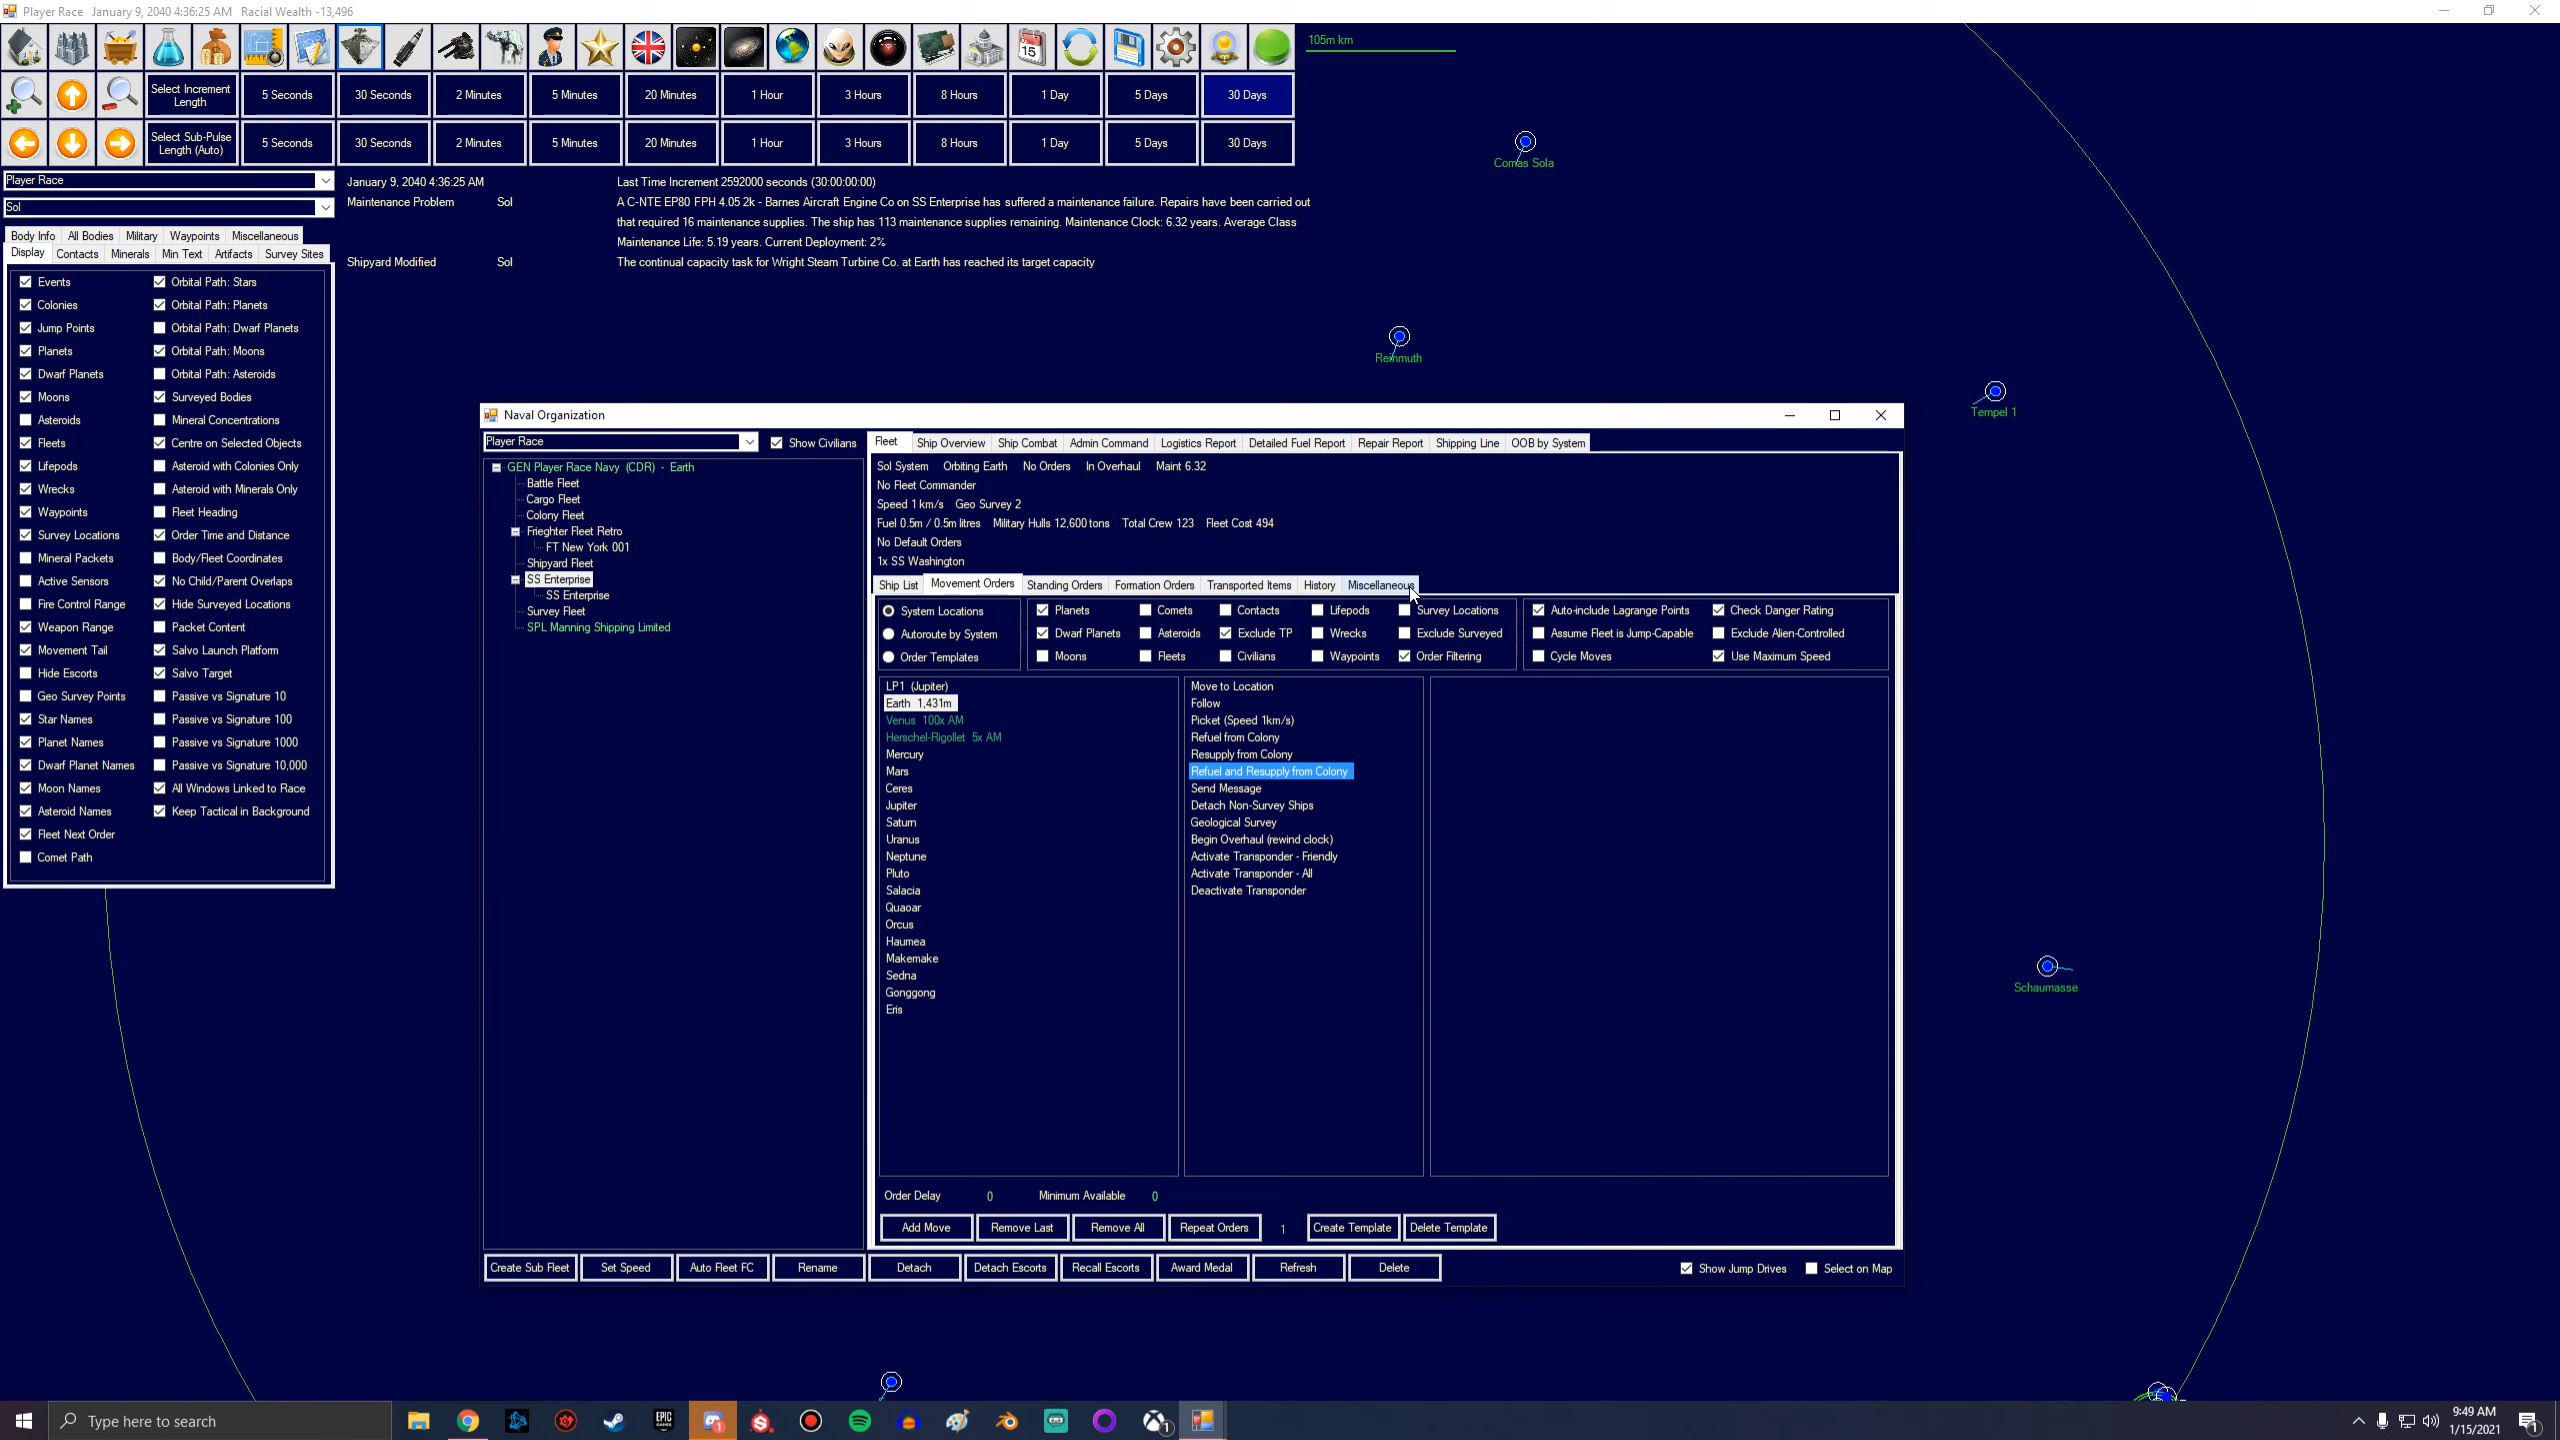 Player Race   January 9, 2040 4:36:25 AM   Racial Wealth -13,496
105m km
Select Increment Length
5 Seconds
30 Seconds
2 Minutes
5 Minutes
20 Minutes
1 Hour
3 Hours
8 Hours
1 Day
5 Days
30 Days
Select Sub-Pulse Length (Auto)
5 Seconds
30 Seconds
2 Minutes
5 Minutes
20 Minutes
1 Hour
3 Hours
8 Hours
1 Day
5 Days
30 Days
Player Race
Sol
January 9, 2040 4:36:25 AM
Last Time Increment 2592000 seconds (30:00:00:00)
Maintenance Problem   Sol
A C-NTE EP80 FPH 4.05 2k - Barnes Aircraft Engine Co on SS Enterprise has suffered a maintenance failure. Repairs have been carried out
that required 16 maintenance supplies. The ship has 113 maintenance supplies remaining. Maintenance Clock: 6.32 years. Average Class
Maintenance Life: 5.19 years. Current Deployment: 2%
Shipyard Modified   Sol
The continual capacity task for Wright Steam Turbine Co. at Earth has reached its target capacity
Body Info   All Bodies   Military   Waypoints   Miscellaneous
Display   Contacts   Minerals   Min Text   Artifacts   Survey Sites
Events   Orbital Path: Stars
Colonies   Orbital Path: Planets
Jump Points   Orbital Path: Dwarf Planets
Planets   Orbital Path: Moons
Dwarf Planets   Orbital Path: Asteroids
Moons   Surveyed Bodies
Asteroids   Mineral Concentrations
Fleets   Centre on Selected Objects
Lifepods   Asteroid with Colonies Only
Wrecks   Asteroid with Minerals Only
Waypoints   Fleet Heading
Survey Locations   Order Time and Distance
Mineral Packets   Body/Fleet Coordinates
Active Sensors   No Child/Parent Overlaps
Fire Control Range   Hide Surveyed Locations
Weapon Range   Packet Content
Movement Tail   Salvo Launch Platform
Hide Escorts   Salvo Target
Geo Survey Points   Passive vs Signature 10
Star Names   Passive vs Signature 100
Planet Names   Passive vs Signature 1000
Dwarf Planet Names   Passive vs Signature 10,000
Moon Names   All Windows Linked to Race
Asteroid Names   Keep Tactical in Background
Fleet Next Order
Comet Path
Comas Sola
Reinmuth
Tempel 1
Schaumasse
Naval Organization
Player Race
Show Civilians
GEN Player Race Navy (CDR) - Earth
Battle Fleet
Cargo Fleet
Colony Fleet
Frieghter Fleet Retro
FT New York 001
Shipyard Fleet
SS Enterprise
SS Enterprise
Survey Fleet
SPL Manning Shipping Limited
Fleet   Ship Overview   Ship Combat   Admin Command   Logistics Report   Detailed Fuel Report   Repair Report   Shipping Line   OOB by System
Sol System   Orbiting Earth   No Orders   In Overhaul   Maint 6.32
No Fleet Commander
Speed 1 km/s   Geo Survey 2
Fuel 0.5m / 0.5m litres   Military Hulls 12,600 tons   Total Crew 123   Fleet Cost 494
No Default Orders
1x SS Washington
Ship List   Movement Orders   Standing Orders   Formation Orders   Transported Items   History   Miscellaneous
System Locations   Planets   Comets   Contacts   Lifepods   Survey Locations   Auto-include Lagrange Points   Check Danger Rating
Autoroute by System   Dwarf Planets   Asteroids   Exclude TP   Wrecks   Exclude Surveyed   Assume Fleet is Jump-Capable   Exclude Alien-Controlled
Order Templates   Moons   Fleets   Civilians   Waypoints   Order Filtering   Cycle Moves   Use Maximum Speed
LP1 (Jupiter)
Earth 1,431m
Venus 100x AM
Herschel-Rigollet 5x AM
Mercury
Mars
Ceres
Jupiter
Saturn
Uranus
Neptune
Pluto
Salacia
Quaoar
Orcus
Haumea
Makemake
Sedna
Gonggong
Eris
Move to Location
Follow
Picket (Speed 1km/s)
Refuel from Colony
Resupply from Colony
Refuel and Resupply from Colony
Send Message
Detach Non-Survey Ships
Geological Survey
Begin Overhaul (rewind clock)
Activate Transponder - Friendly
Activate Transponder - All
Deactivate Transponder
Order Delay   0   Minimum Available   0
Add Move   Remove Last   Remove All   Repeat Orders   1   Create Template   Delete Template
Create Sub Fleet   Set Speed   Auto Fleet FC   Rename   Detach   Detach Escorts   Recall Escorts   Award Medal   Refresh   Delete   Show Jump Drives   Select on Map
Type here to search
9:49 AM
1/15/2021